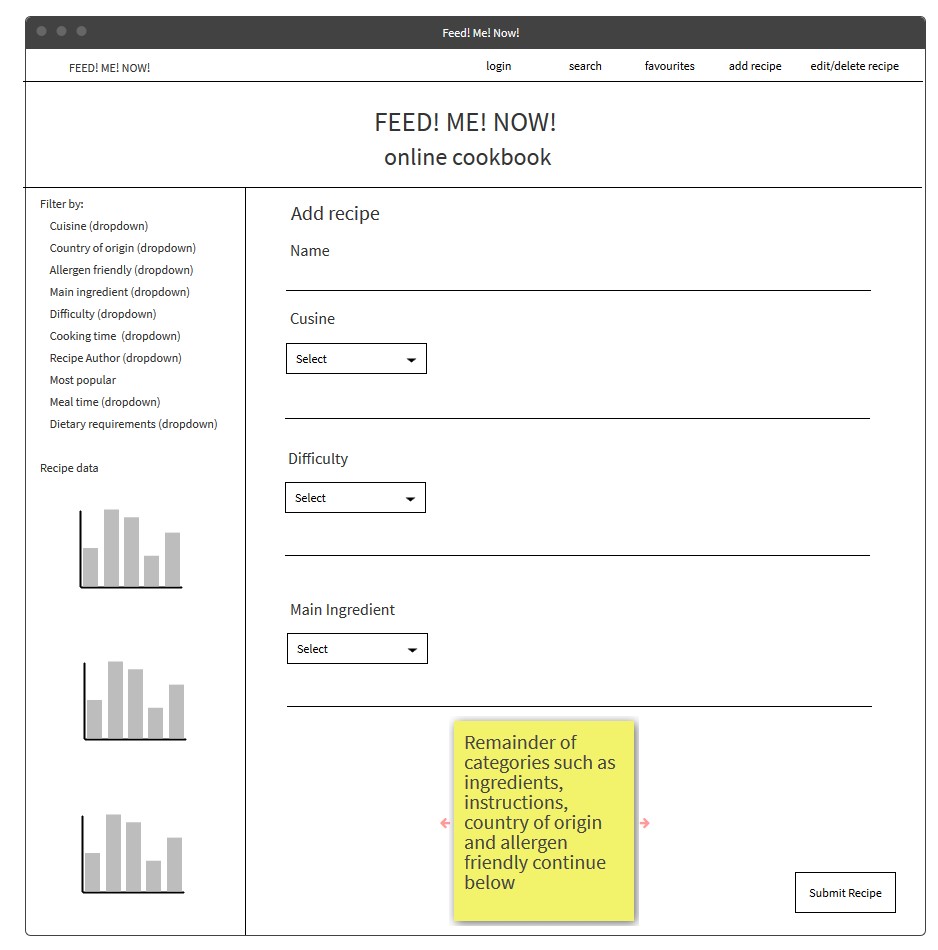 Feed! Me! Now!
FEED! ME! NOW!
login
search
favourites
add recipe
edit/delete recipe
FEED! ME! NOW!
online cookbook
Filter by:
Cuisine (dropdown)
Country of origin (dropdown)
Allergen friendly (dropdown)
Main ingredient (dropdown)
Difficulty (dropdown)
Cooking time (dropdown)
Recipe Author (dropdown)
Most popular
Meal time (dropdown)
Dietary requirements (dropdown)
Recipe data
Add recipe
Name
Cusine
Select
Difficulty
Select
Main Ingredient
Select
Remainder of
categories such as
ingredients,
instructions,
country of origin
and allergen
friendly continue
below
Submit Recipe